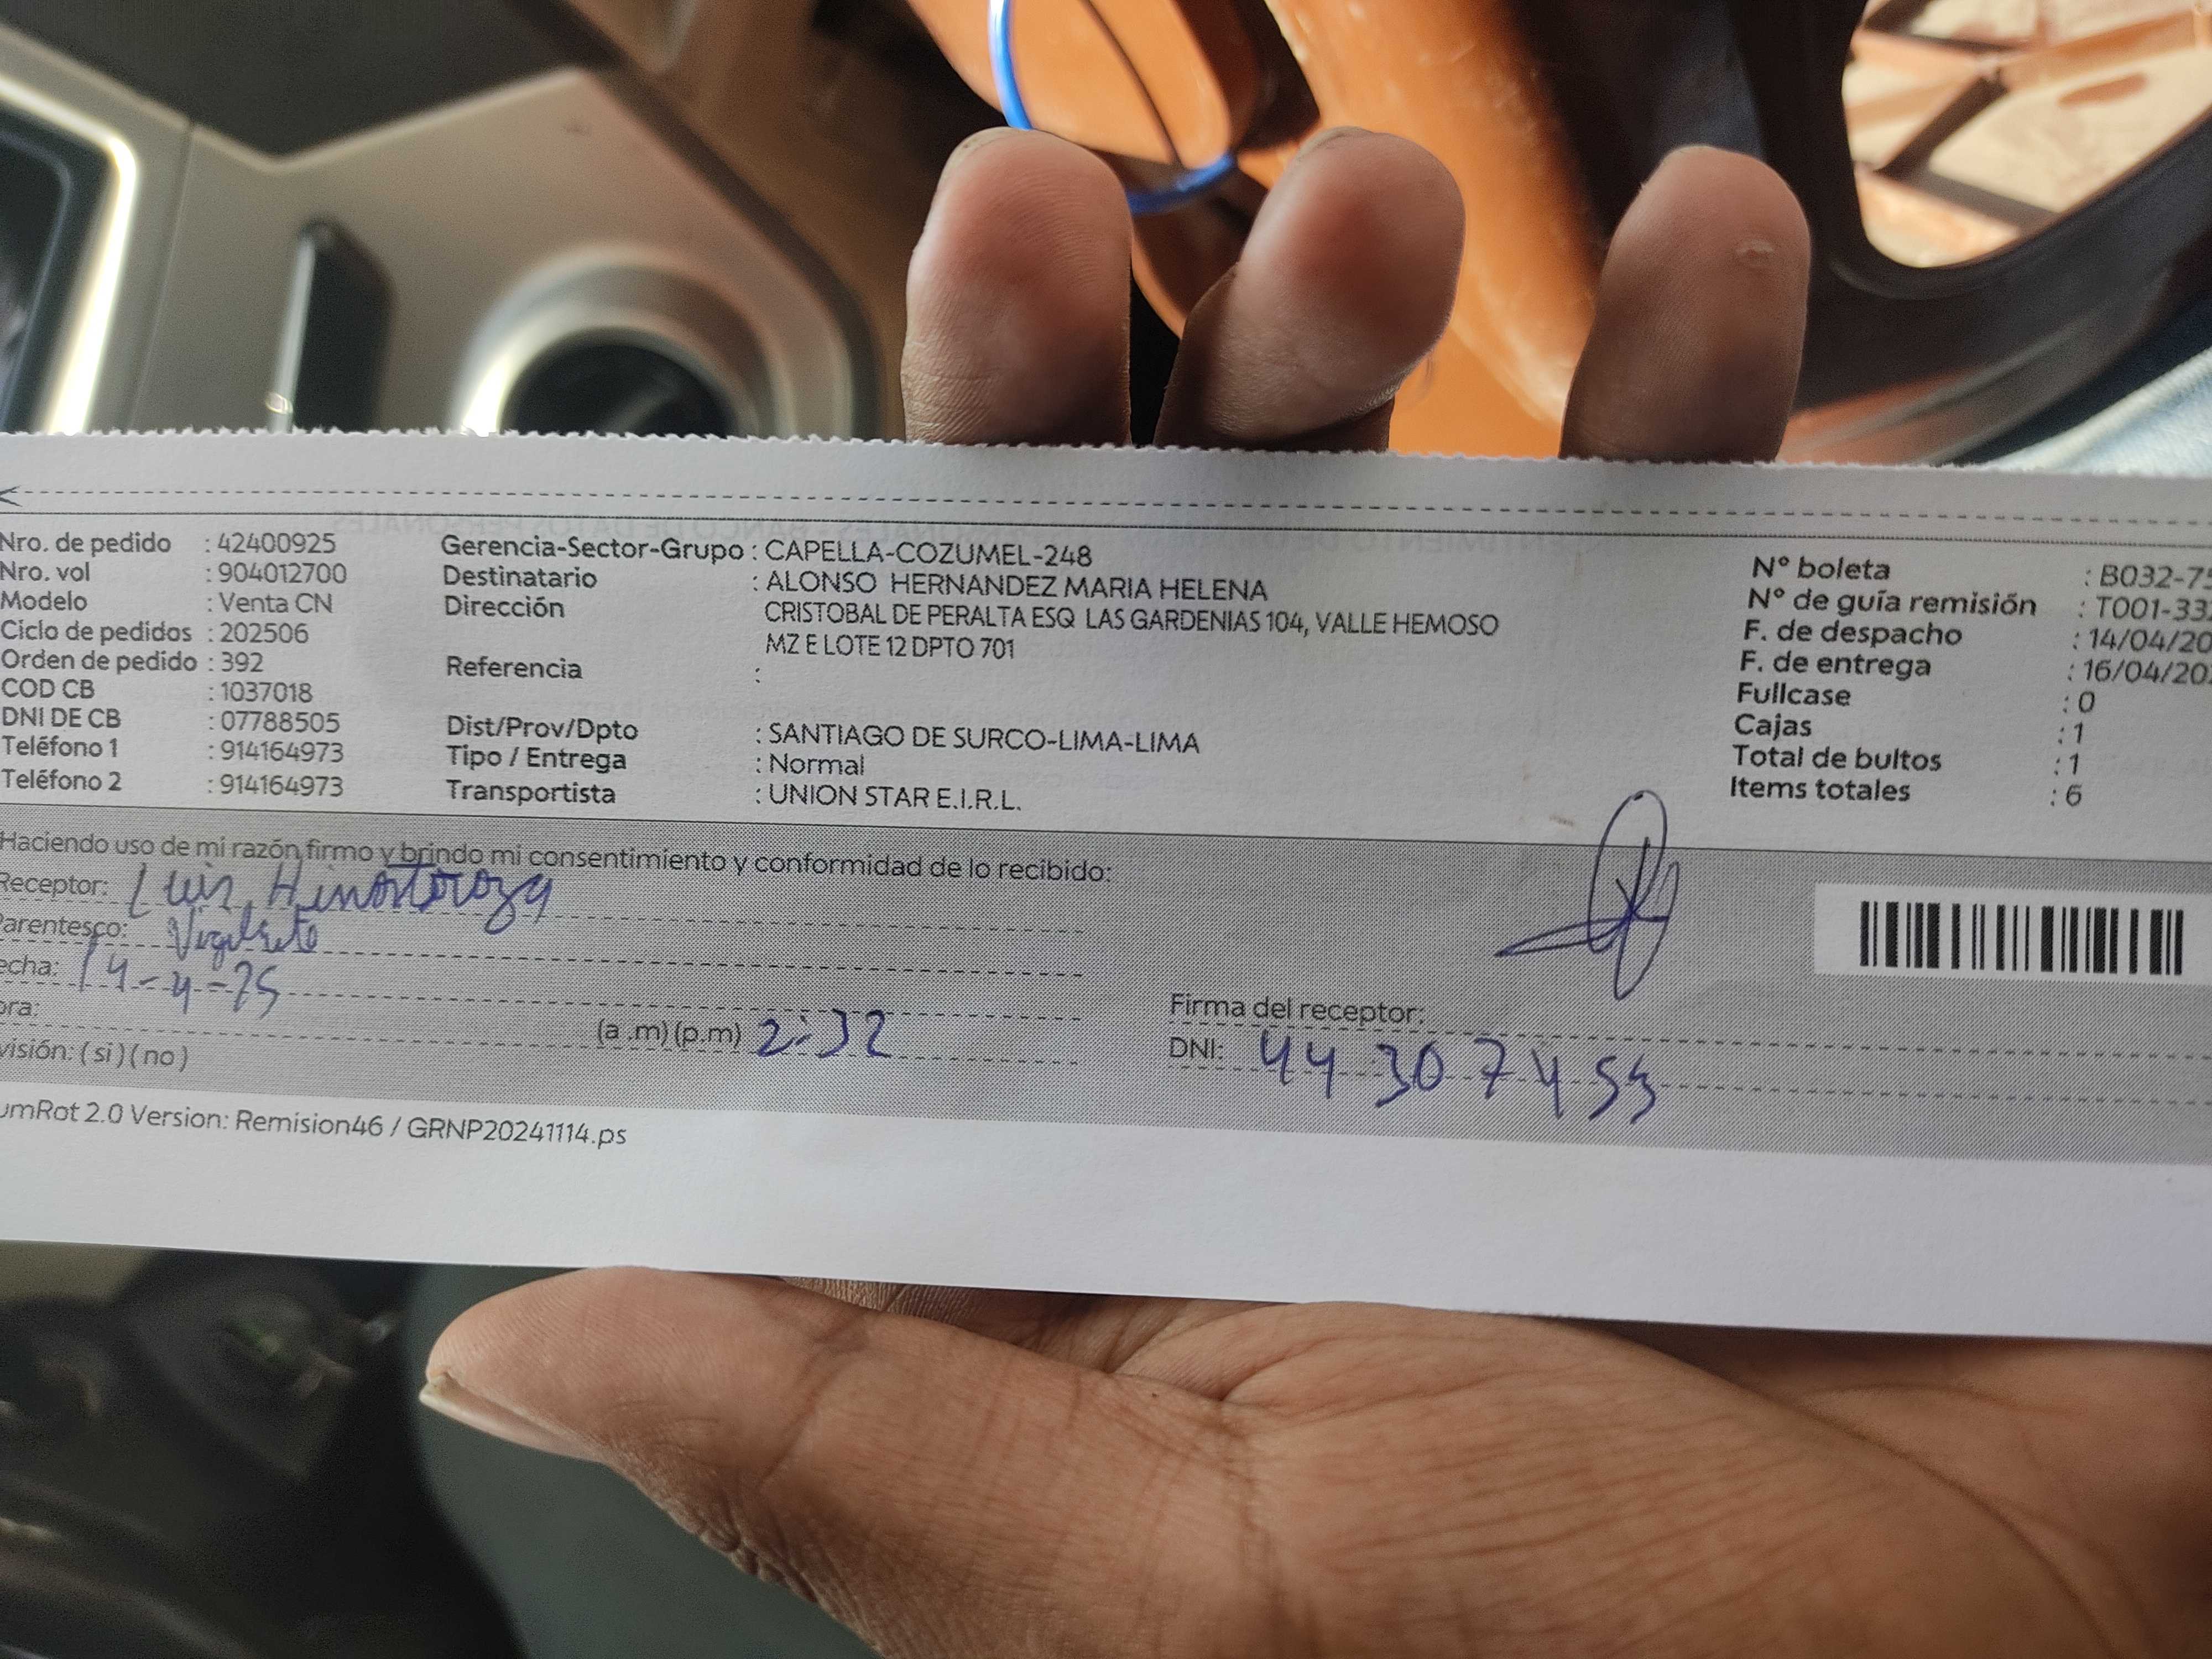 Nro. de pedido : 42400925
Nro. vol : 904012700
Modelo : Venta CN
Ciclo de pedidos : 202506
Orden de pedido : 392
COD CB : 1037018
DNI DE CB : 07788505
Teléfono 1 : 914164973
Teléfono 2 : 914164973
Gerencia-Sector-Grupo : CAPELLA-COZUMEL-248
Destinatario : ALONSO HERNANDEZ MARIA HELENA
Dirección CRISTOBAL DE PERALTA ESQ LAS GARDENIAS 104, VALLE HEMOSO
MZ E LOTE 12 DPTO 701
Referencia :
Dist/Prov/Dpto : SANTIAGO DE SURCO-LIMA-LIMA
Tipo / Entrega : Normal
Transportista : UNION STAR E.I.R.L.
N° boleta : B032-75
N° de guía remisión : T001-333
F. de despacho : 14/04/20
F. de entrega : 16/04/202
Fullcase : 0
Cajas : 1
Total de bultos : 1
Items totales : 6
Haciendo uso de mi razón firmo y brindo mi consentimiento y conformidad de lo recibido:
Receptor: Luis Hinostroza
arentesco: Vigilante
echa: 14-4-25
ora: (a .m) (p.m) 2:32
visión: ( si ) ( no )
Firma del receptor:
DNI: 44307455
umRot 2.0 Version: Remision46 / GRNP20241114.ps